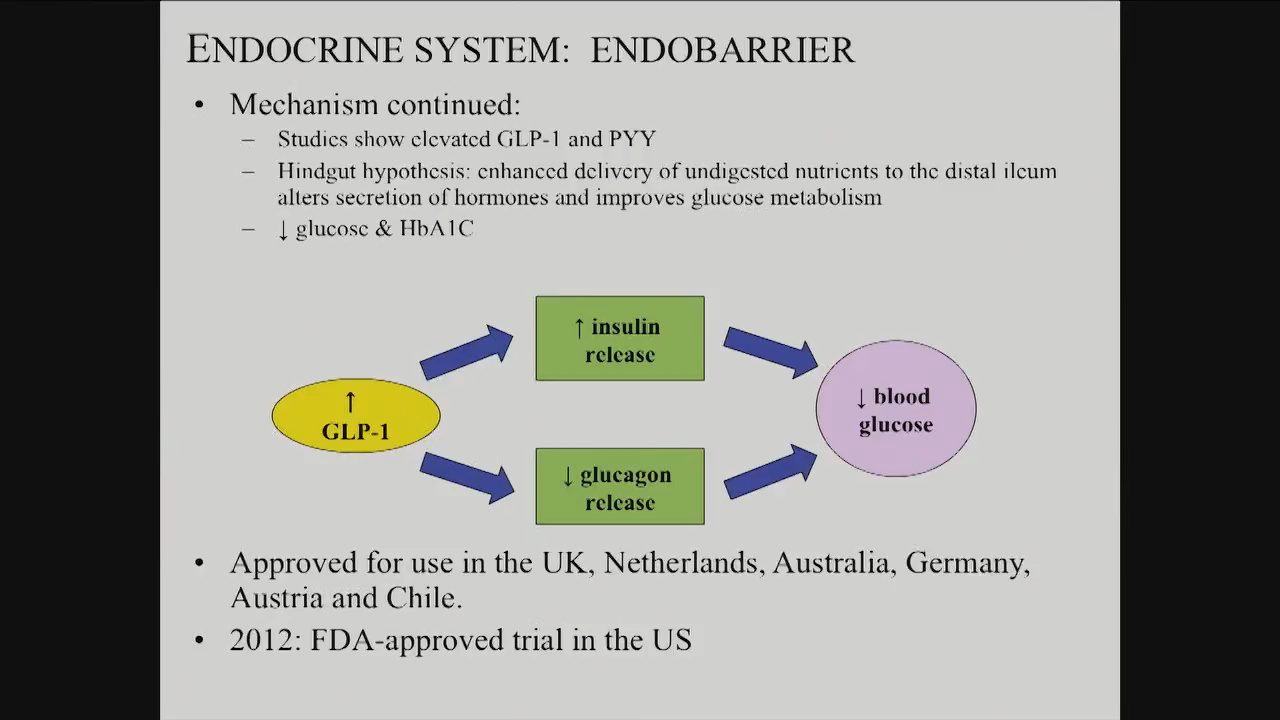 ENDOCRINE SYSTEM: ENDOBARRIER
• Mechanism continued:
– Studies show elevated GLP-1 and PYY
– Hindgut hypothesis: enhanced delivery of undigested nutrients to the distal ileum
alters secretion of hormones and improves glucose metabolism
– ↓ glucose & HbA1C
↑
GLP-1
↑ insulin
release
↓ glucagon
release
↓ blood
glucose
• Approved for use in the UK, Netherlands, Australia, Germany,
Austria and Chile.
• 2012: FDA-approved trial in the US